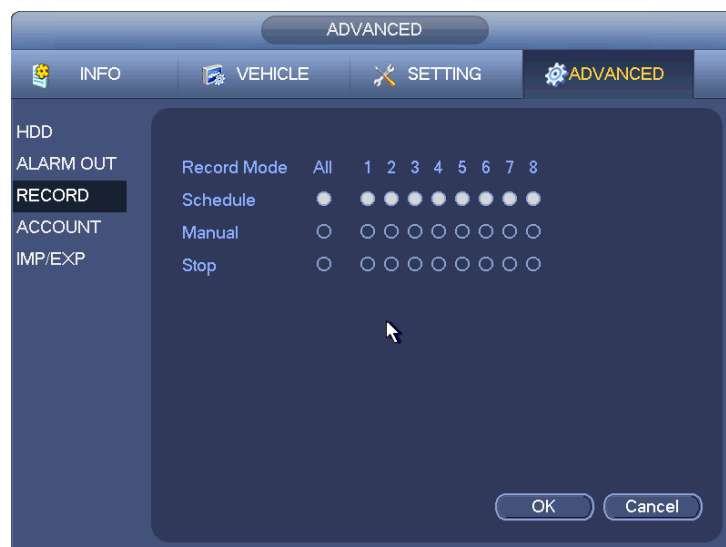 ADVANCED
INFO VEHICLE SETTING ADVANCED
HDD
ALARM OUT
RECORD
ACCOUNT
IMP/EXP
Record Mode All 1 2 3 4 5 6 7 8
Schedule
Manual
Stop
OK Cancel